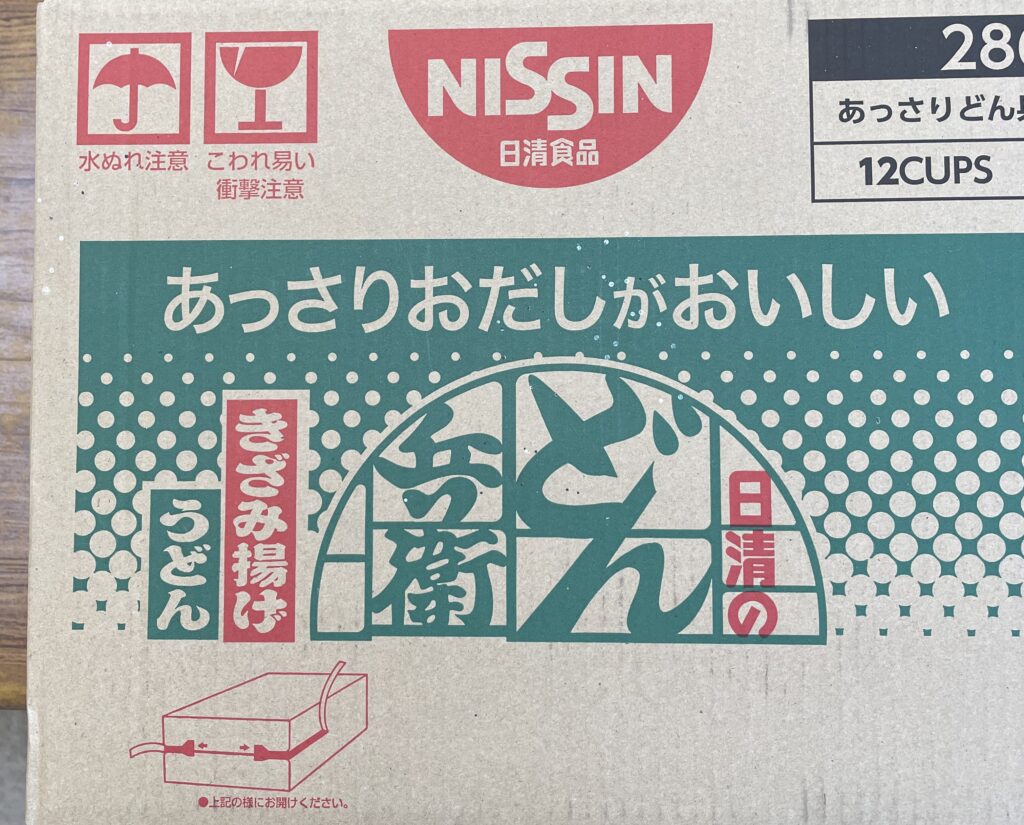 水ぬれ注意
こわれ易い
衝撃注意
NISSIN
日清食品
28
あっさりどん
12CUPS
あっさりおだしがおいしい
日清の
どん
兵衛
きざみ揚げ
うどん
●上記の様にお開けください。